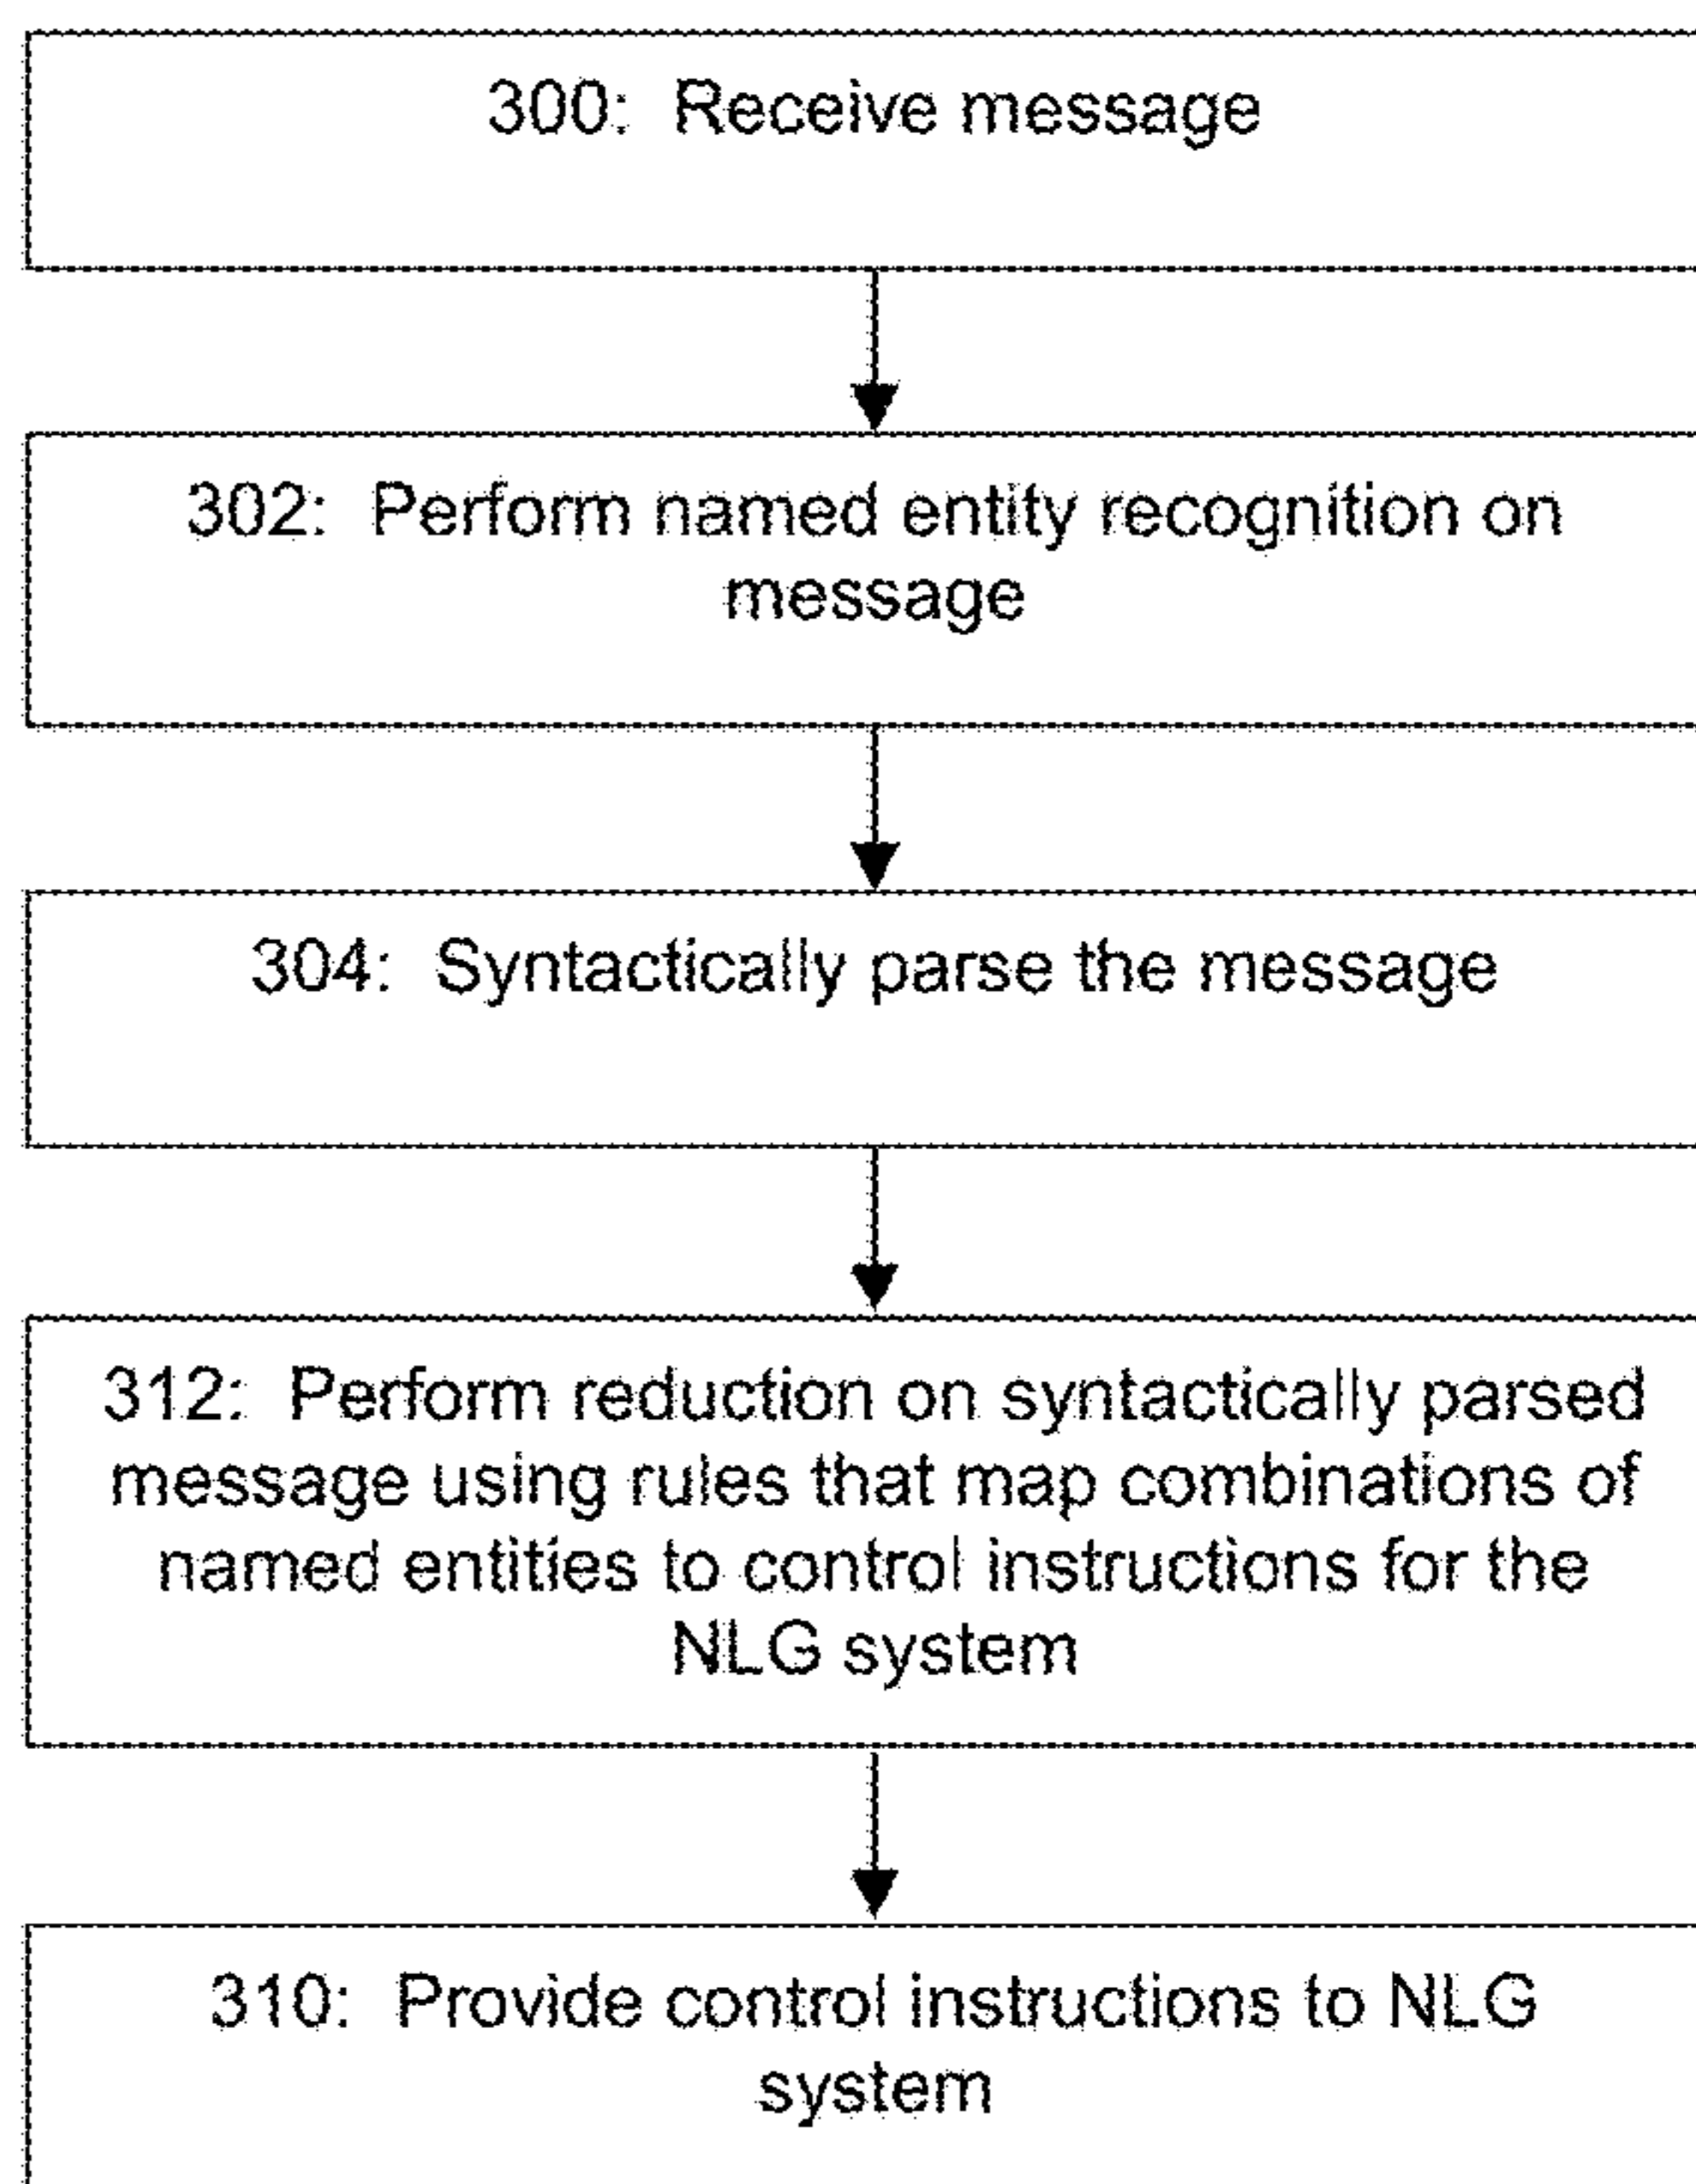 300: Receive message
302: Perform named entity recognition on
message
304: Syntactically parse the message
312: Perform reduction on syntactically parsed
message using rules that map combinations of
named entities to control instructions for the
NLG system
310: Provide control instructions to NLG
system